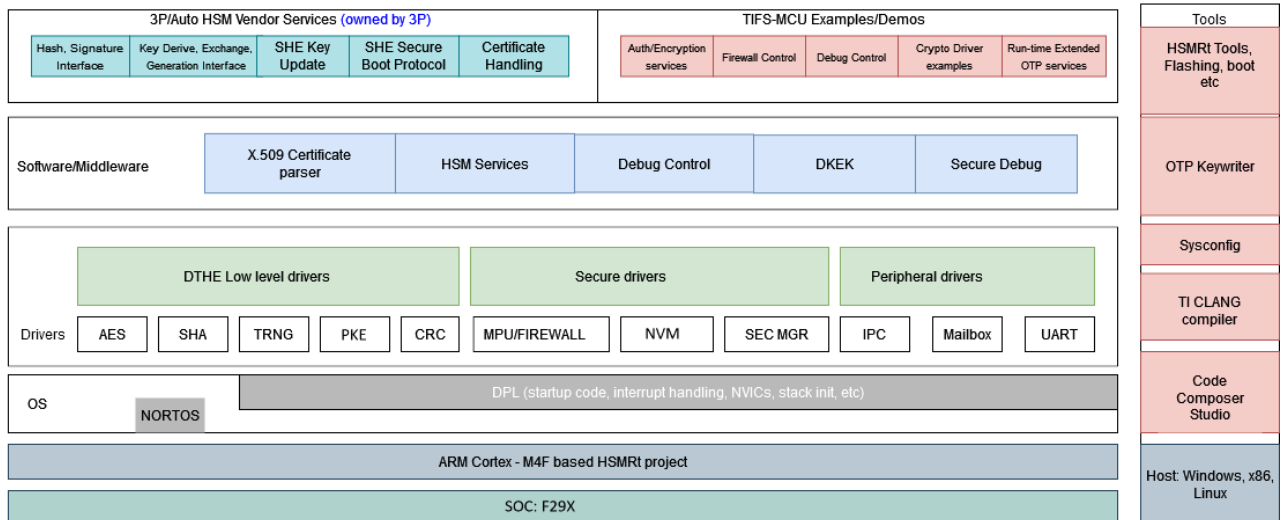 3P/Auto HSM Vendor Services (owned by 3P)
Hash, Signature
Interface
Key Derive, Exchange,
Generation Interface
SHE Key
Update
SHE Secure
Boot Protocol
Certificate
Handling
TIFS-MCU Examples/Demos
Auth/Encryption
services
Firewall Control
Debug Control
Crypto Driver
examples
Run-time Extended
OTP services
Software/Middleware
X.509 Certificate
parser
HSM Services
Debug Control
DKEK
Secure Debug
DTHE Low level drivers
Secure drivers
Peripheral drivers
Drivers
AES
SHA
TRNG
PKE
CRC
MPU/FIREWALL
NVM
SEC MGR
IPC
Mailbox
UART
OS
NORTOS
DPL (startup code, interrupt handling, NVICs, stack init, etc)
ARM Cortex - M4F based HSMRt project
SOC: F29X
Tools
HSMRt Tools,
Flashing, boot
etc
OTP Keywriter
Sysconfig
TI CLANG
compiler
Code
Composer
Studio
Host: Windows, x86,
Linux